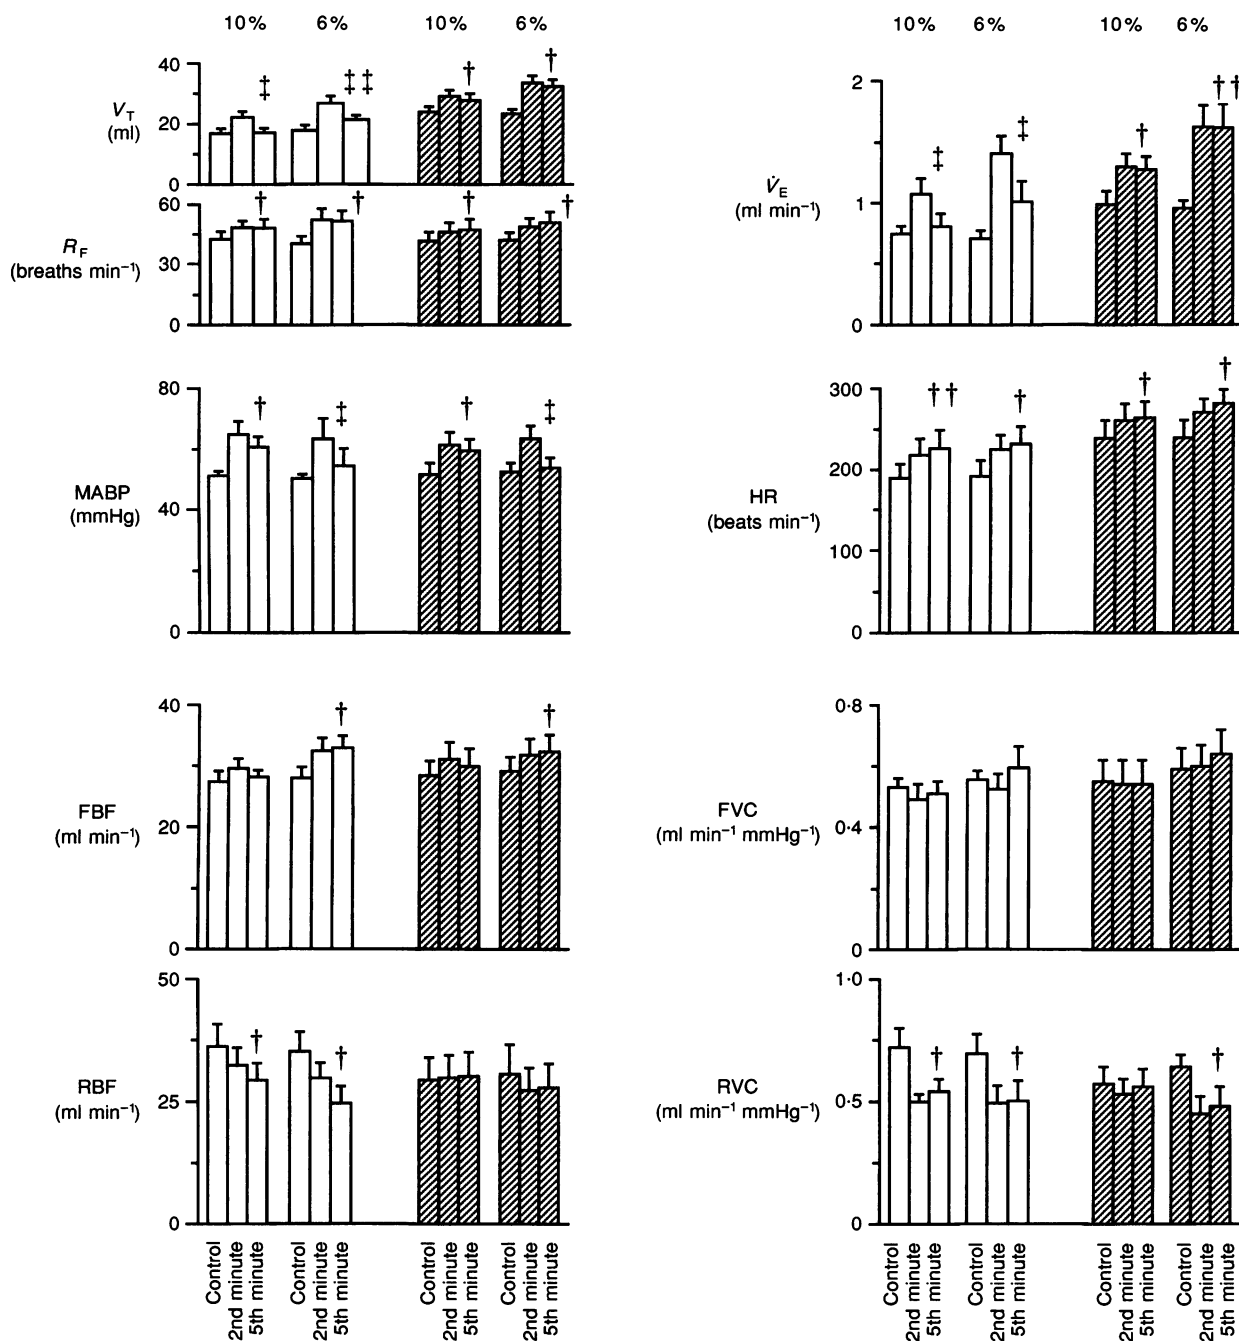 10% 6% 10% 6%
40
20
0
V_T
(ml)
‡ ‡ ‡ † †
60
30
0
R_F
(breaths min⁻¹)
† † † †
80
40
0
MABP
(mmHg)
† ‡ † ‡
40
20
0
FBF
(ml min⁻¹)
† †
50
25
0
RBF
(ml min⁻¹)
† †
Control
2nd minute
5th minute
Control
2nd minute
5th minute
Control
2nd minute
5th minute
Control
2nd minute
5th minute
10% 6% 10% 6%
2
1
0
V̇_E
(ml min⁻¹)
‡ ‡ † † †
300
200
100
0
HR
(beats min⁻¹)
† † † † †
0·8
0·4
0
FVC
(ml min⁻¹ mmHg⁻¹)
1·0
0·5
0
RVC
(ml min⁻¹ mmHg⁻¹)
† † †
Control
2nd minute
5th minute
Control
2nd minute
5th minute
Control
2nd minute
5th minute
Control
2nd minute
5th minute